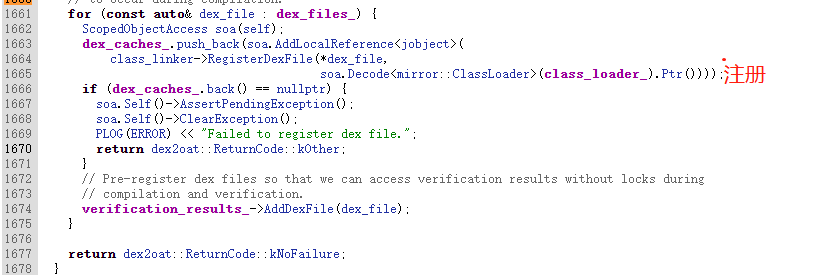 1660 // to occur during compilation.
1661 for (const auto& dex_file : dex_files_) {
1662 ScopedObjectAccess soa(self);
1663 dex_caches_.push_back(soa.AddLocalReference<jobject>(
1664 class_linker->RegisterDexFile(*dex_file,
1665 soa.Decode<mirror::ClassLoader>(class_loader_).Ptr()))); 注册
1666 if (dex_caches_.back() == nullptr) {
1667 soa.Self()->AssertPendingException();
1668 soa.Self()->ClearException();
1669 PLOG(ERROR) << "Failed to register dex file.";
1670 return dex2oat::ReturnCode::kOther;
1671 }
1672 // Pre-register dex files so that we can access verification results without locks during
1673 // compilation and verification.
1674 verification_results_->AddDexFile(dex_file);
1675 }
1676
1677 return dex2oat::ReturnCode::kNoFailure;
1678 }